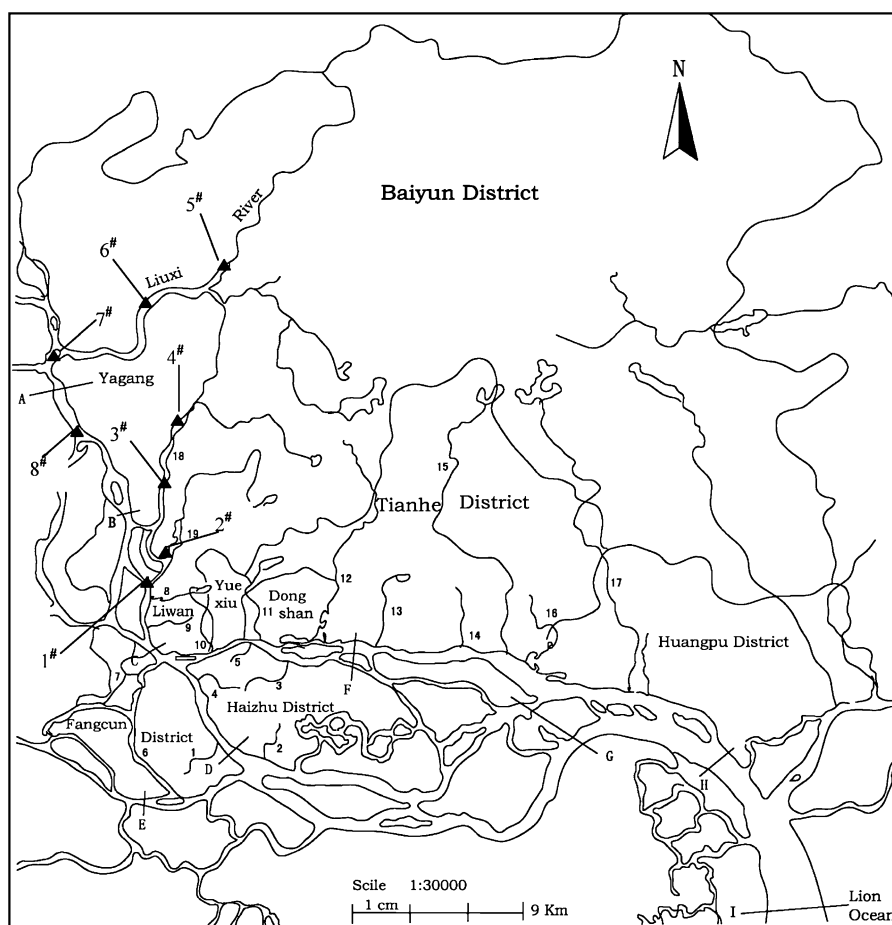 N
Baiyun District
5#
River
6#
Liuxi
7#
4#
Yagang
A
3#
8#
18
15
Tianhe District
B
19
2#
8
Liwan
Yue
xiu
Dong
shan
12
13
16
17
9
10
11
14
9
1#
C
7
5
4
3
F
Huangpu District
Haizhu District
Fangcun
District
6
1
D
2
G
H
E
Scile 1:30000
1 cm
9 Km
I
Lion
Ocean